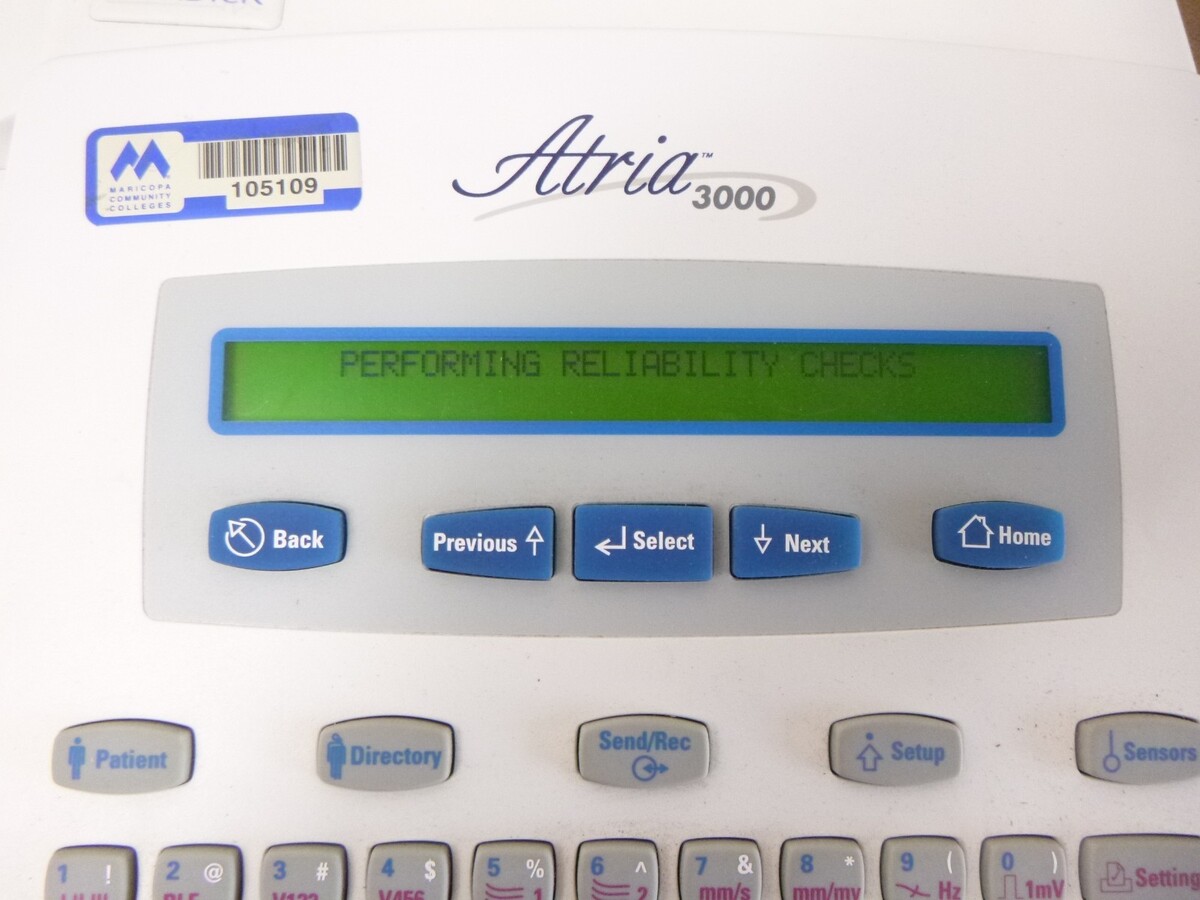 MARICOPA
COMMUNITY
COLLEGES
105109
Atria™
3000
PERFORMING RELIABILITY CHECKS
Back
Previous
Select
Next
Home
Patient
Directory
Send/Rec
Setup
Sensors
1 !
2 @
3 #
4 $
5 %
6 ^
7 &
8 *
9 (
0 )
V123
V456
1
2
mm/s
mm/mv
Hz
1mV
Setting